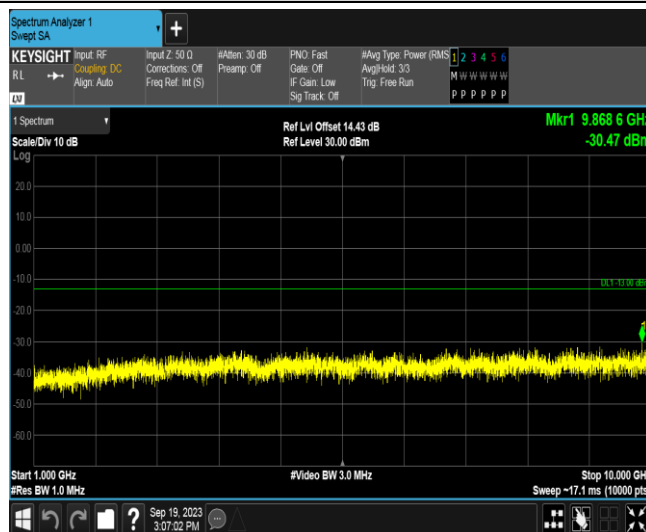 Spectrum Analyzer 1
Swept SA
+
KEYSIGHT
RL
LXI
Input: RF
Coupling: DC
Align: Auto
Input Z: 50 Ω
Corrections: Off
Freq Ref: Int (S)
#Atten: 30 dB
Preamp: Off
PNO: Fast
Gate: Off
IF Gain: Low
Sig Track: Off
#Avg Type: Power (RMS
Avg|Hold: 3/3
Trig: Free Run
1 2 3 4 5 6
M W W W W W
P P P P P P
1 Spectrum
Scale/Div 10 dB
Log
Ref Lvl Offset 14.43 dB
Ref Level 30.00 dBm
Mkr1 9.868 6 GHz
-30.47 dBm
20.0
10.0
0.00
-10.0
DL1 -13.00 dBm
-20.0
-30.0
1
-40.0
-50.0
-60.0
Start 1.000 GHz
#Video BW 3.0 MHz
Stop 10.000 GHz
#Res BW 1.0 MHz
Sweep ~17.1 ms (10000 pts)
?
Sep 19, 2023
3:07:02 PM